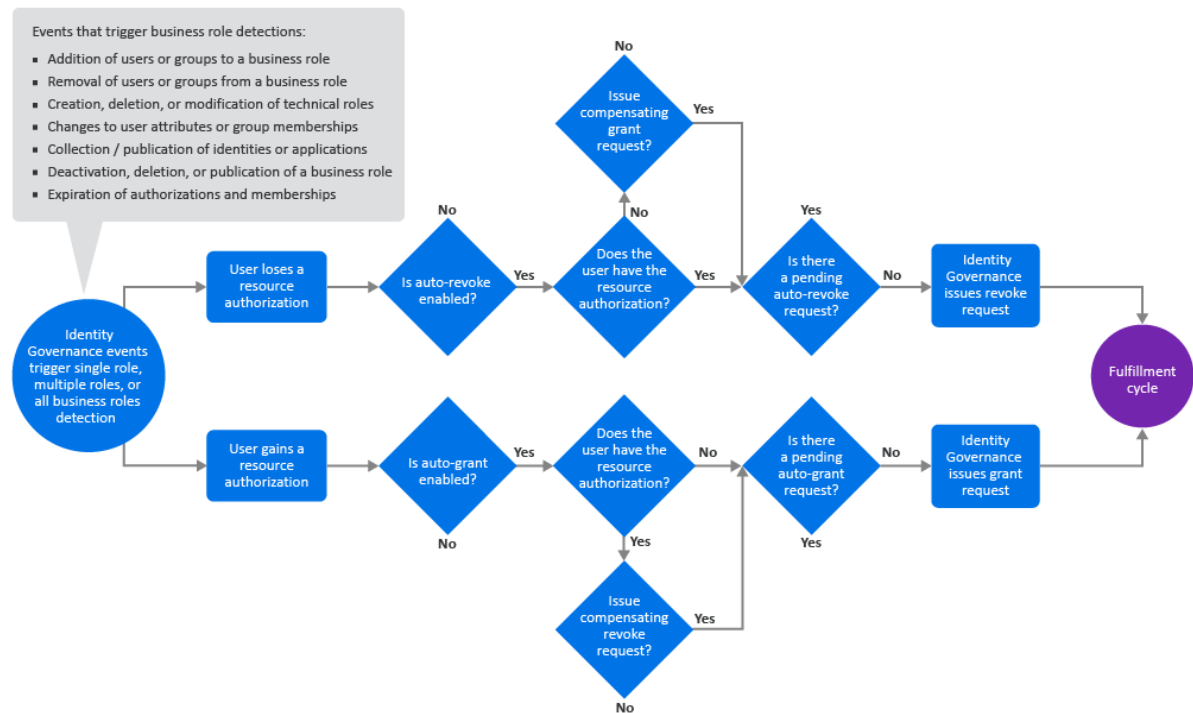 Events that trigger business role detections:
▪ Addition of users or groups to a business role
▪ Removal of users or groups from a business role
▪ Creation, deletion, or modification of technical roles
▪ Changes to user attributes or group memberships
▪ Collection / publication of identities or applications
▪ Deactivation, deletion, or publication of a business role
▪ Expiration of authorizations and memberships
Identity
Governance events
trigger single role,
multiple roles, or
all business roles
detection
User loses a
resource
authorization
No
Is auto-revoke
enabled?
Yes
Does the
user have the
resource
authorization?
No
Yes
No
Issue
compensating
grant
request?
Yes
Yes
Is there
a pending
auto-revoke
request?
No
Identity
Governance
issues revoke
request
Fulfillment
cycle
User gains a
resource
authorization
Is auto-grant
enabled?
No
Yes
Does the
user have the
resource
authorization?
No
Yes
Issue
compensating
revoke
request?
Yes
No
Is there
a pending
auto-grant
request?
Yes
No
Identity
Governance
issues grant
request